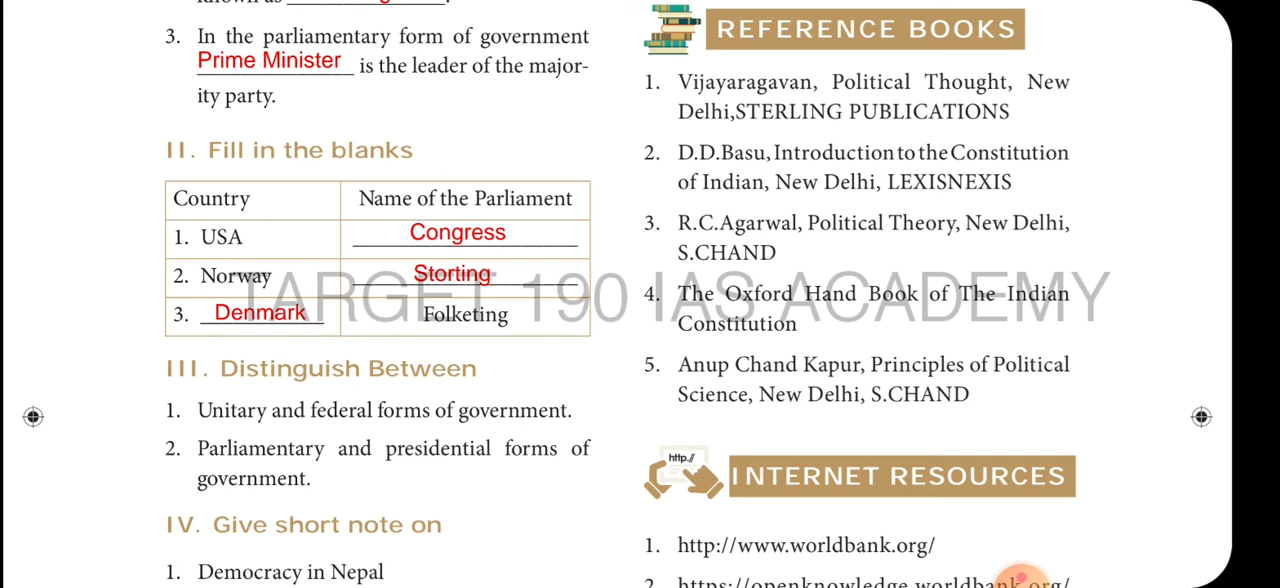 3. In the parliamentary form of government
Prime Minister is the leader of the major-
ity party.
II. Fill in the blanks
Country Name of the Parliament
1. USA Congress
2. Norway Storting
3. Denmark Folketing
III. Distinguish Between
1. Unitary and federal forms of government.
2. Parliamentary and presidential forms of
government.
IV. Give short note on
1. Democracy in Nepal
REFERENCE BOOKS
1. Vijayaragavan, Political Thought, New
Delhi,STERLING PUBLICATIONS
2. D.D.Basu, Introduction to the Constitution
of Indian, New Delhi, LEXISNEXIS
3. R.C.Agarwal, Political Theory, New Delhi,
S.CHAND
4. The Oxford Hand Book of The Indian
Constitution
5. Anup Chand Kapur, Principles of Political
Science, New Delhi, S.CHAND
http://
INTERNET RESOURCES
1. http://www.worldbank.org/
2. https://openknowledge.worldbank.org/
TARGET 190 IAS ACADEMY